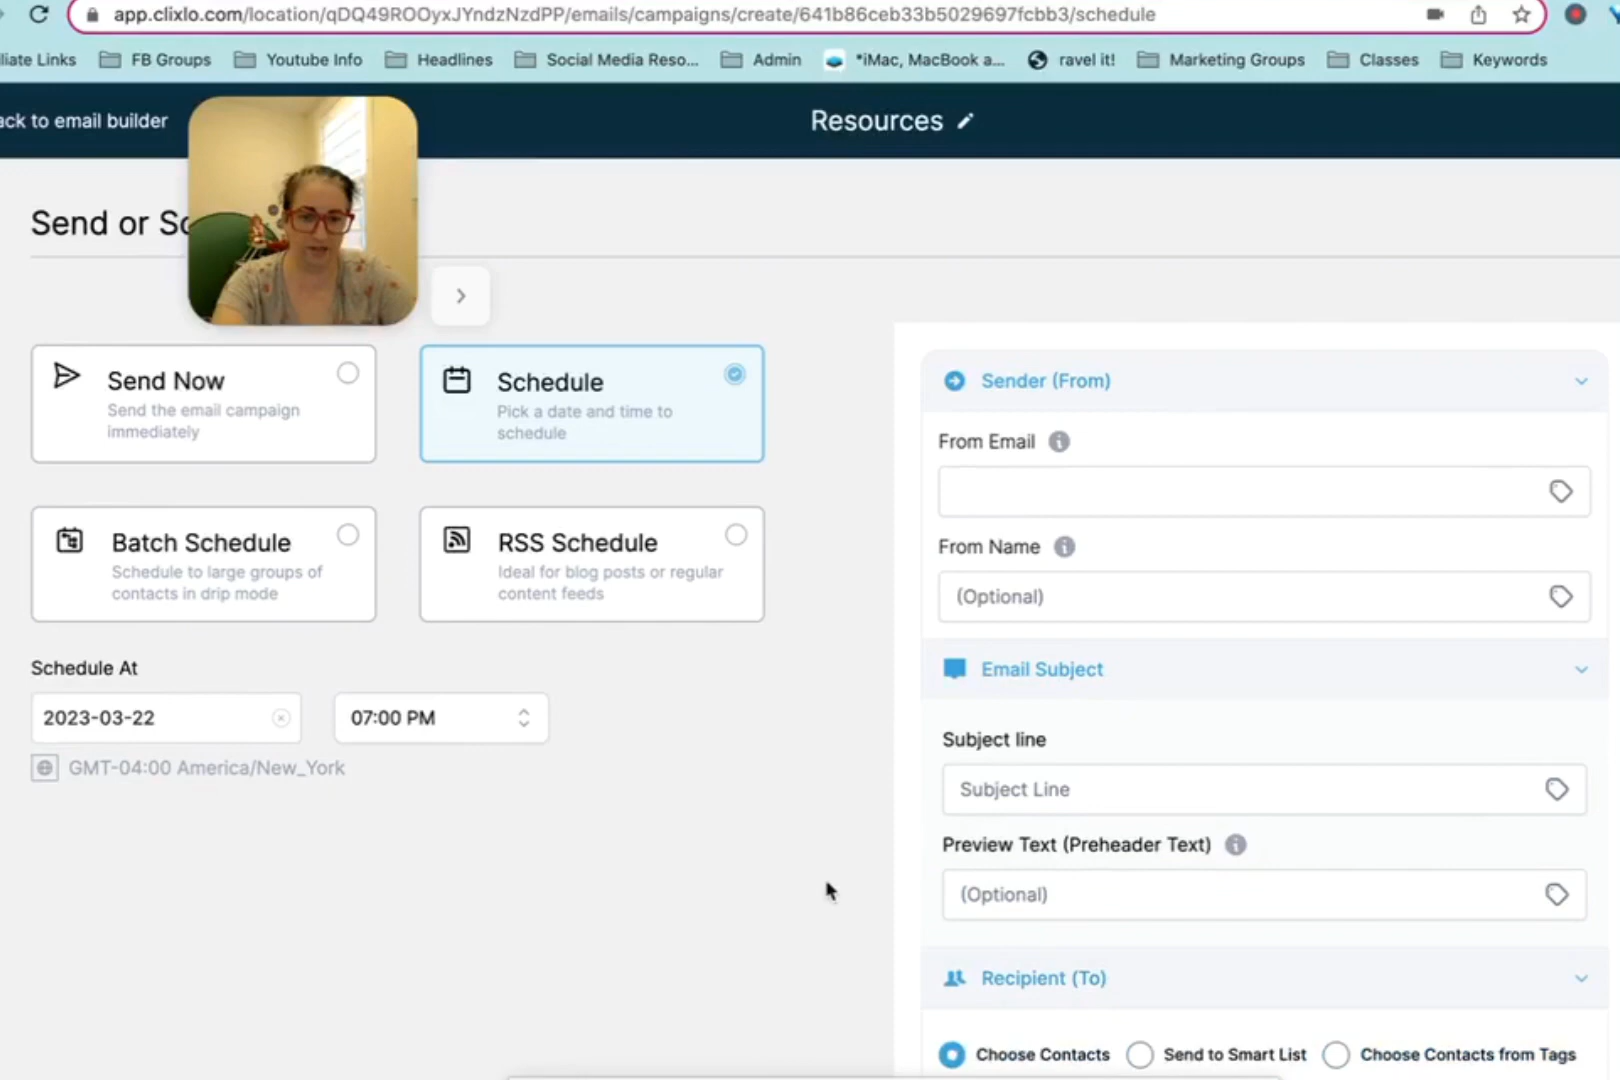 app.clixlo.com/location/qDQ49ROOyxJYndzNzdPP/emails/campaigns/create/641b86ceb33b5029697fcbb3/schedule
liate Links FB Groups Youtube Info Headlines Social Media Reso... Admin *iMac, MacBook a... ravel it! Marketing Groups Classes Keywords
ack to email builder
Resources
Send or Sc
Send Now
Send the email campaign
immediately
Schedule
Pick a date and time to
schedule
Batch Schedule
Schedule to large groups of
contacts in drip mode
RSS Schedule
Ideal for blog posts or regular
content feeds
Schedule At
2023-03-22
07:00 PM
GMT-04:00 America/New_York
Sender (From)
From Email
From Name
(Optional)
Email Subject
Subject line
Subject Line
Preview Text (Preheader Text)
(Optional)
Recipient (To)
Choose Contacts Send to Smart List Choose Contacts from Tags